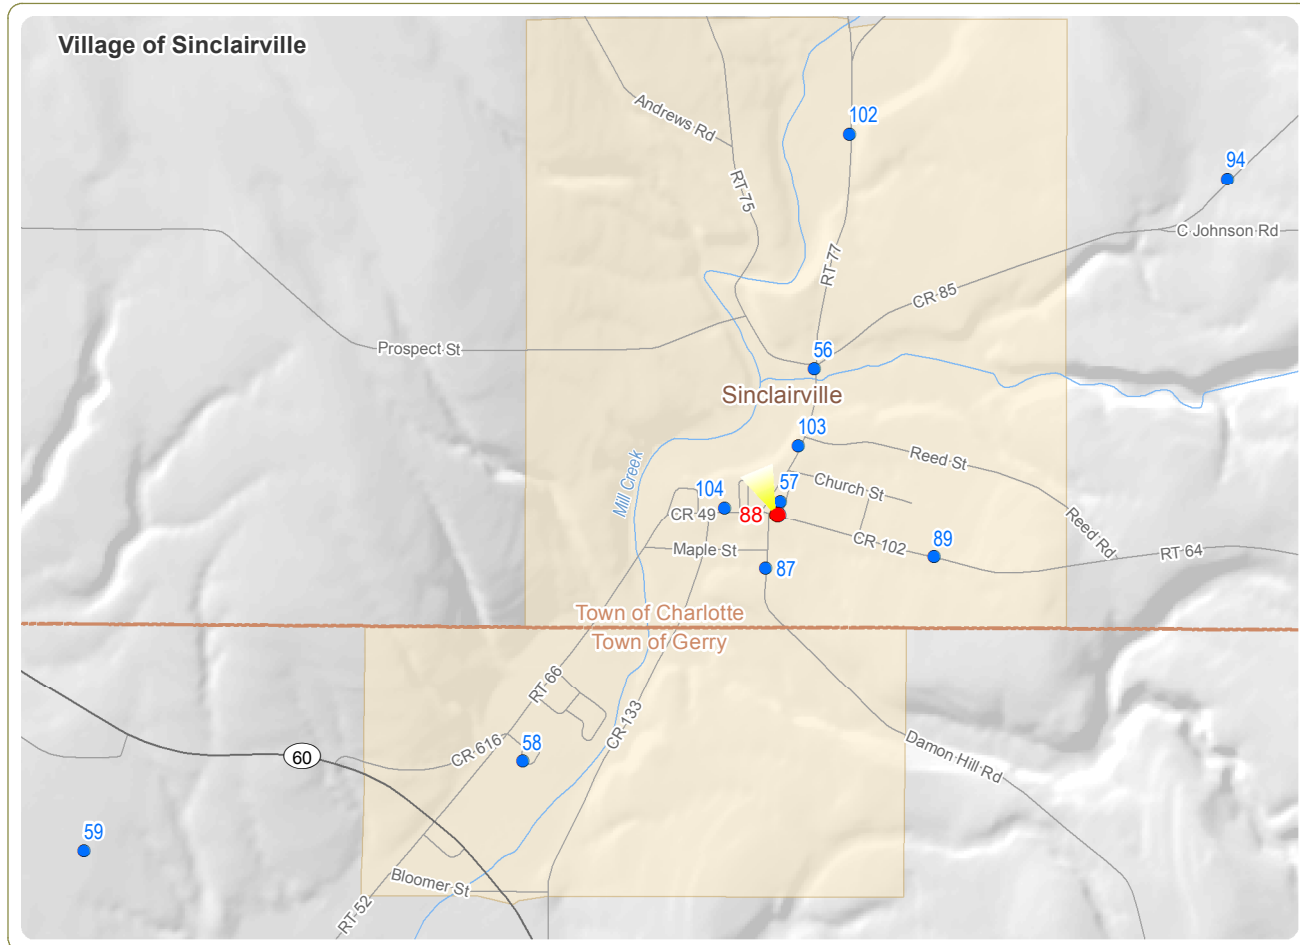 Village of Sinclairville
102
Andrews Rd
94
RT 75
C Johnson Rd
RT 77
CR 85
Prospect St
56
Sinclairville
103
Reed St
Mill Creek
104
57
Church St
CR 49
88
Reed Rd
CR 102
89
RT 64
Maple St
87
Town of Charlotte
Town of Gerry
RT 66
CR 133
58
CR 616
60
Damon Hill Rd
59
Bloomer St
RT 52